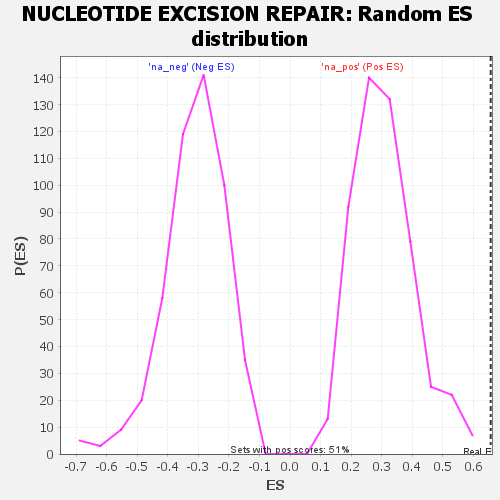 NUCLEOTIDE EXCISION REPAIR: Random ES
distribution
'na_neg' (Neg ES)
'na_pos' (Pos ES)
140
130
120
110
100
90
80
70
60
50
40
30
20
10
0
P(ES)
Sets with pos scores: 51%
Real E
-0.7 -0.6 -0.5 -0.4 -0.3 -0.2 -0.1 0.0 0.1 0.2 0.3 0.4 0.5 0.6
ES